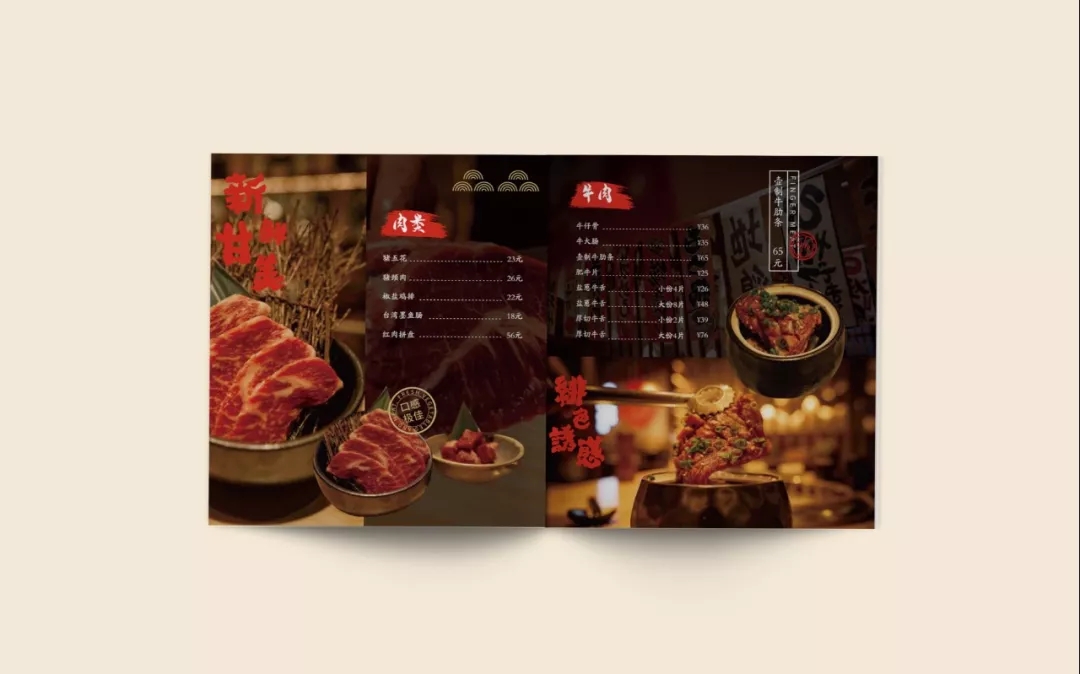 新
鲜
甘
美
肉类
猪五花 23元
猪颈肉 26元
椒盐鸡排 22元
台湾墨鱼肠 18元
红肉拼盘 56元
口感
极佳
牛肉
牛仔骨 ¥36
牛大肠 ¥35
壶制牛肋条 ¥65
肥牛片 ¥25
盐葱牛舌 小份4片 ¥26
盐葱牛舌 大份8片 ¥48
厚切牛舌 小份2片 ¥39
厚切牛舌 大份4片 ¥76
壶制牛肋条 65元
FINGER MEAT
緋
色
誘
惑